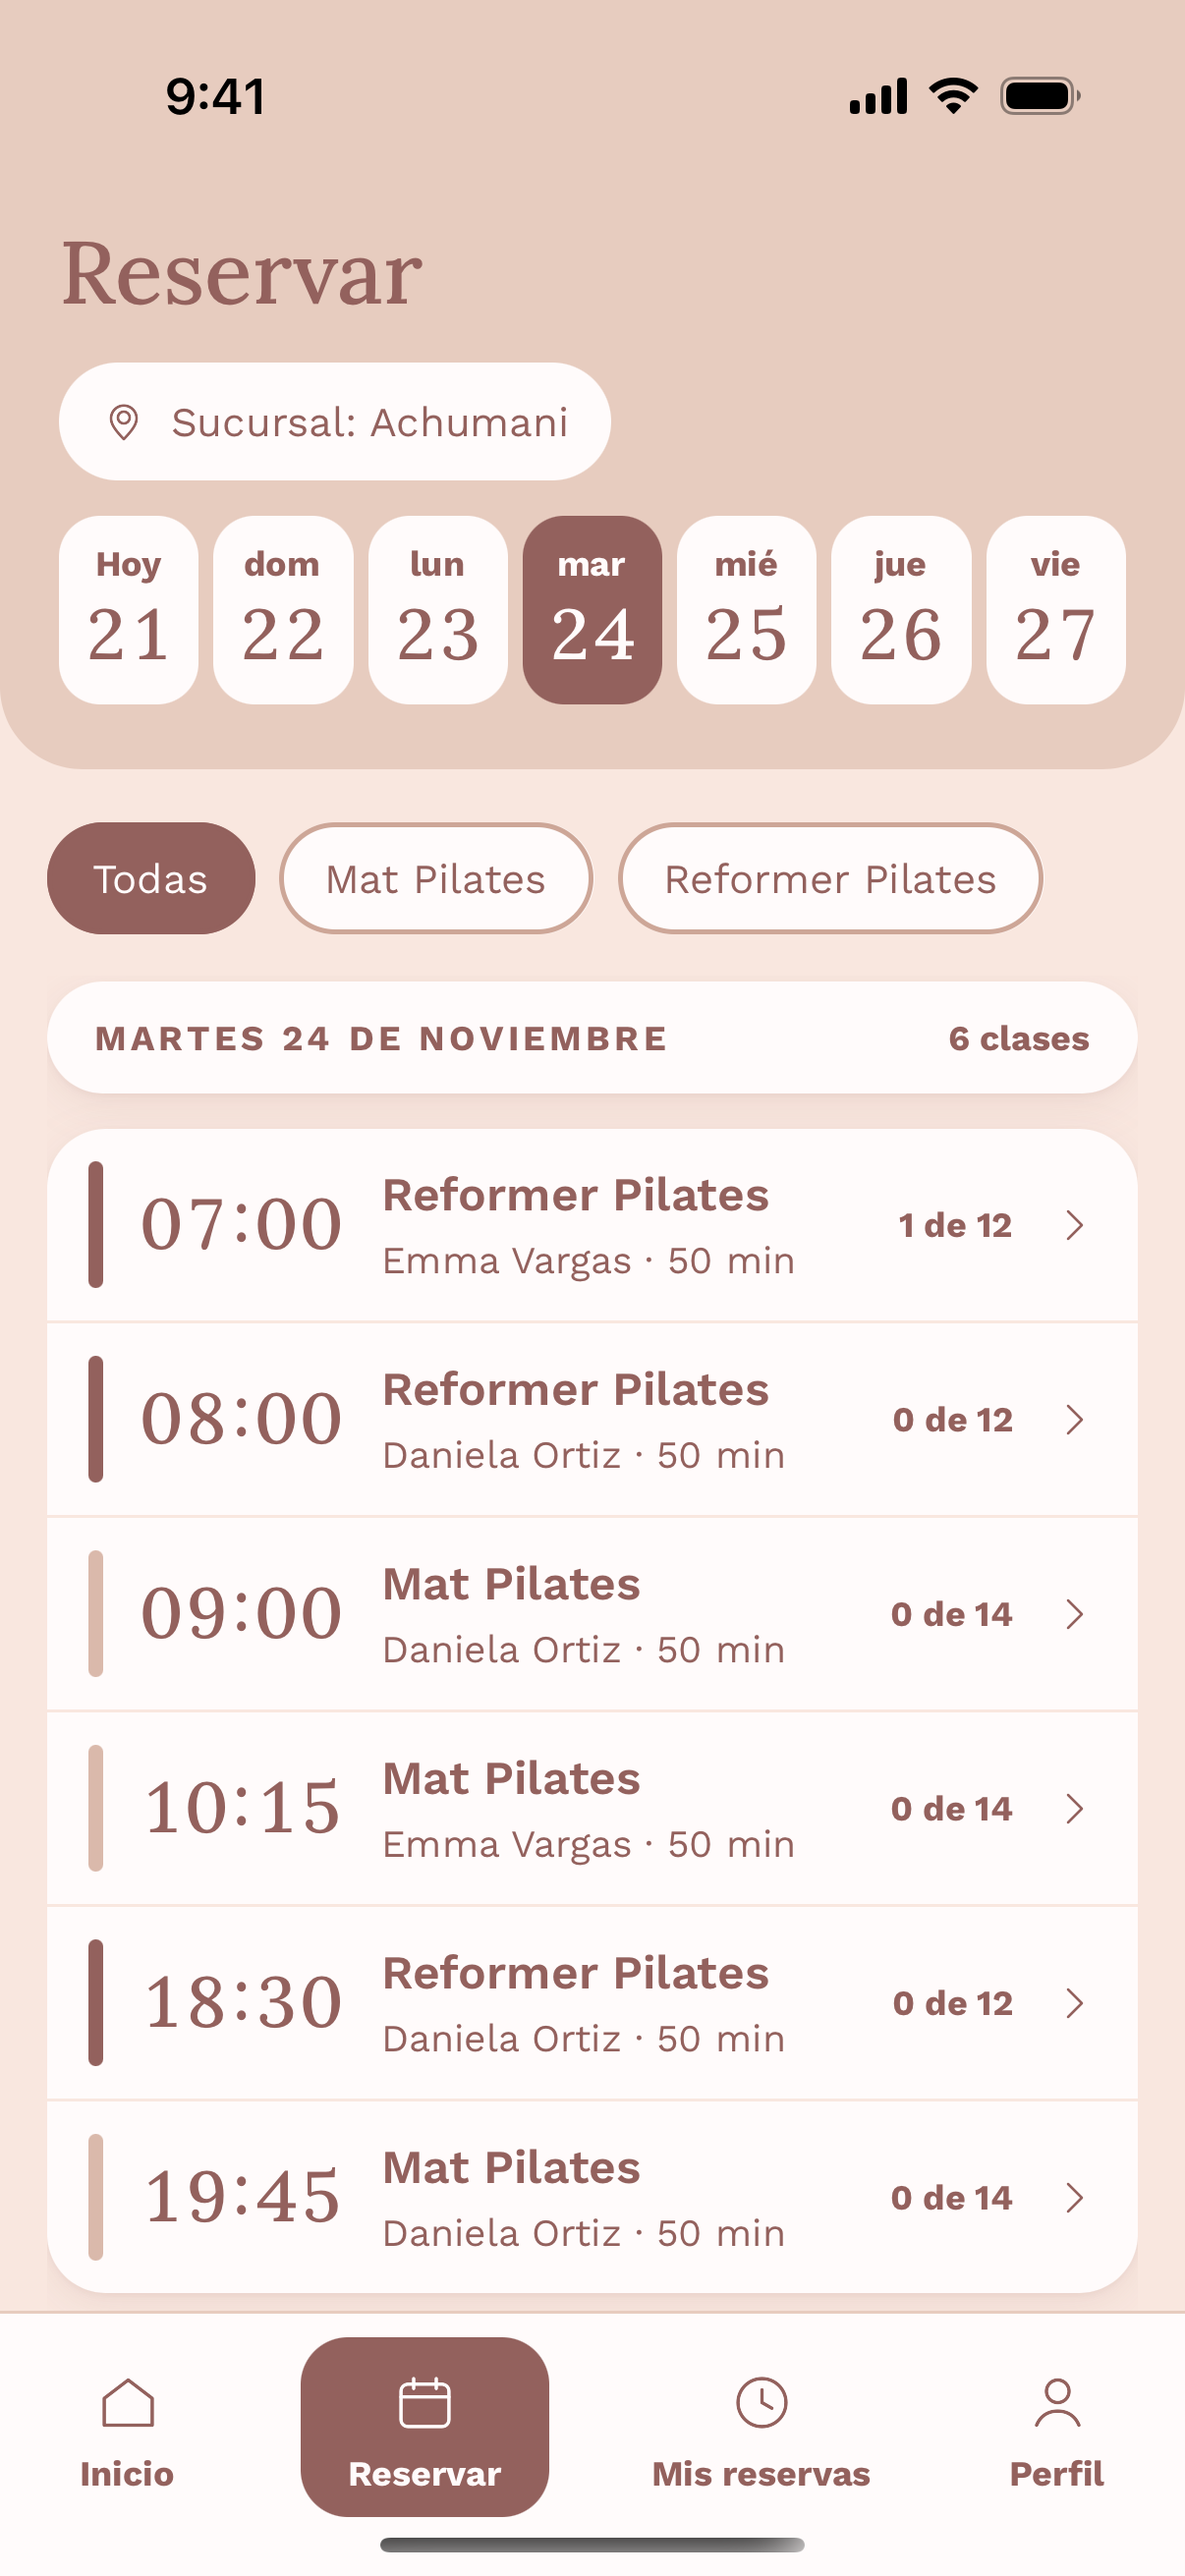 9:41
Reservar
Sucursal: Achumani
Hoy dom lun mar mié jue vie
21 22 23 24 25 26 27
Todas Mat Pilates Reformer Pilates
MARTES 24 DE NOVIEMBRE 6 clases
07:00 Reformer Pilates 1 de 12
Emma Vargas · 50 min
08:00 Reformer Pilates 0 de 12
Daniela Ortiz · 50 min
09:00 Mat Pilates 0 de 14
Daniela Ortiz · 50 min
10:15 Mat Pilates 0 de 14
Emma Vargas · 50 min
18:30 Reformer Pilates 0 de 12
Daniela Ortiz · 50 min
19:45 Mat Pilates 0 de 14
Daniela Ortiz · 50 min
Inicio Reservar Mis reservas Perfil